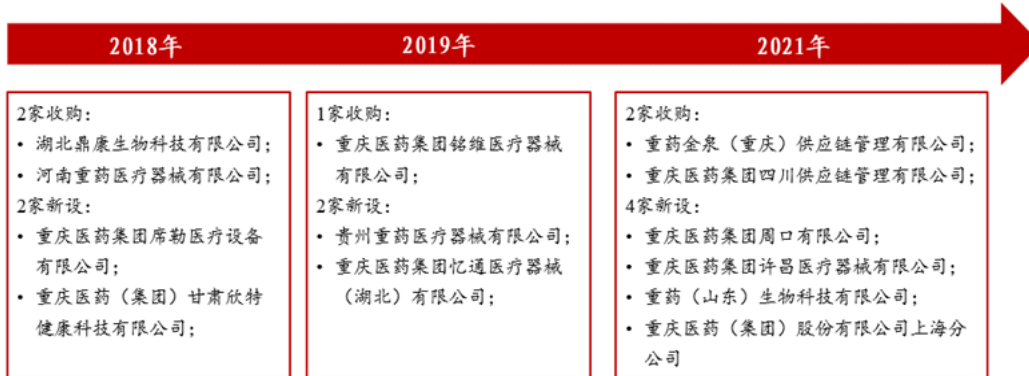 2018年
2019年
2021年
2家收购：
• 湖北鼎康生物科技有限公司；
• 河南重药医疗器械有限公司；
2家新设：
• 重庆医药集团席勒医疗设备
有限公司；
• 重庆医药（集团）甘肃欣特
健康科技有限公司；
1家收购：
• 重庆医药集团铭维医疗器械
有限公司；
2家新设：
• 贵州重药医疗器械有限公司；
• 重庆医药集团忆通医疗器械
（湖北）有限公司；
2家收购：
• 重药金泉（重庆）供应链管理有限公司；
• 重庆医药集团四川供应链管理有限公司；
4家新设：
• 重庆医药集团周口有限公司；
• 重庆医药集团许昌医疗器械有限公司；
• 重药（山东）生物科技有限公司；
• 重庆医药（集团）股份有限公司上海分
公司